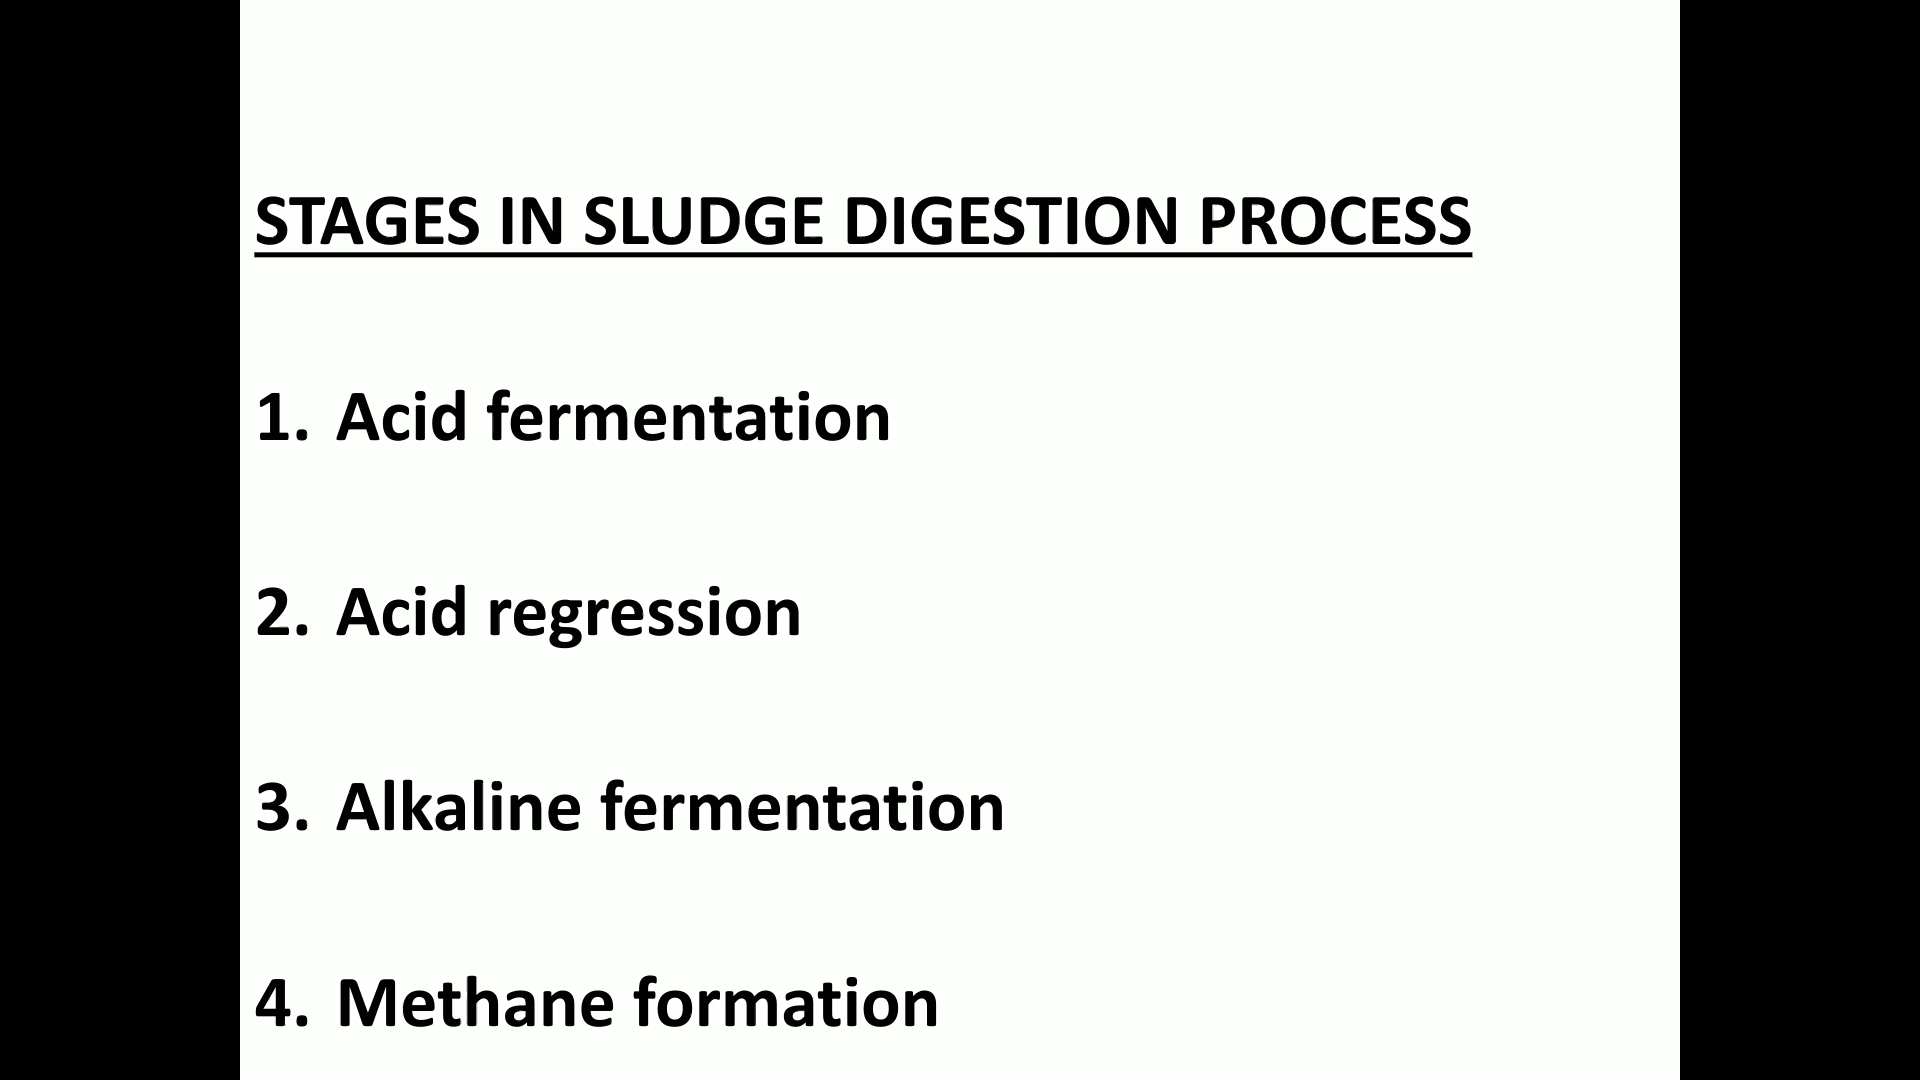 STAGES IN SLUDGE DIGESTION PROCESS
1. Acid fermentation
2. Acid regression
3. Alkaline fermentation
4. Methane formation